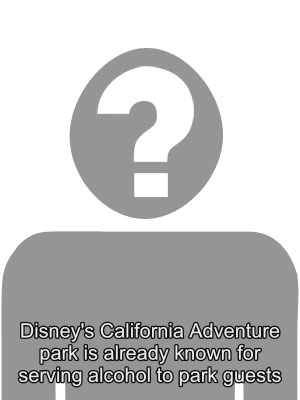 ?
Disney's California Adventure
park is already known for
serving alcohol to park guests